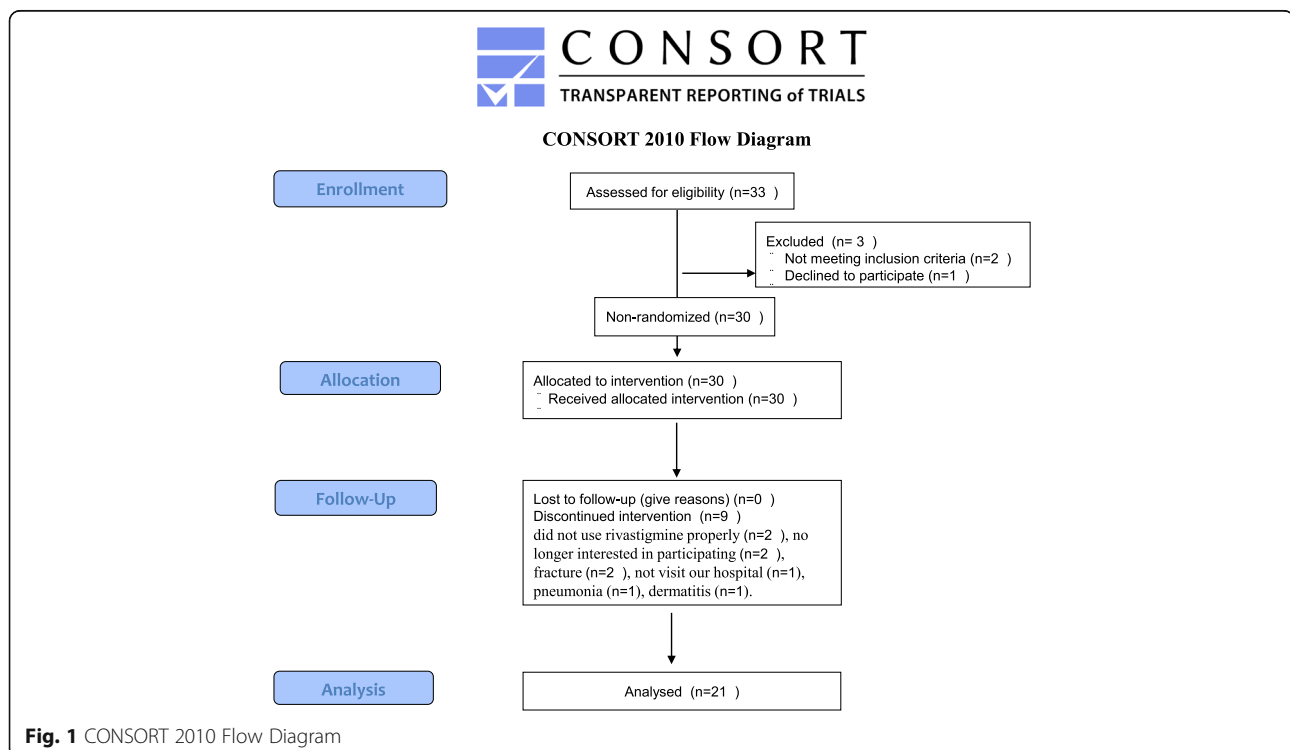 CONSORT
TRANSPARENT REPORTING of TRIALS
CONSORT 2010 Flow Diagram
Enrollment
Assessed for eligibility (n=33 )
Excluded (n= 3 )
¨ Not meeting inclusion criteria (n=2 )
¨ Declined to participate (n=1 )
¨
Non-randomized (n=30 )
Allocation
Allocated to intervention (n=30 )
¨ Received allocated intervention (n=30 )
¨
Follow-Up
Lost to follow-up (give reasons) (n=0 )
Discontinued intervention (n=9 )
did not use rivastigmine properly (n=2 ), no
longer interested in participating (n=2 ),
fracture (n=2 ), not visit our hospital (n=1),
pneumonia (n=1), dermatitis (n=1).
Analysis
Analysed (n=21 )
Fig. 1 CONSORT 2010 Flow Diagram